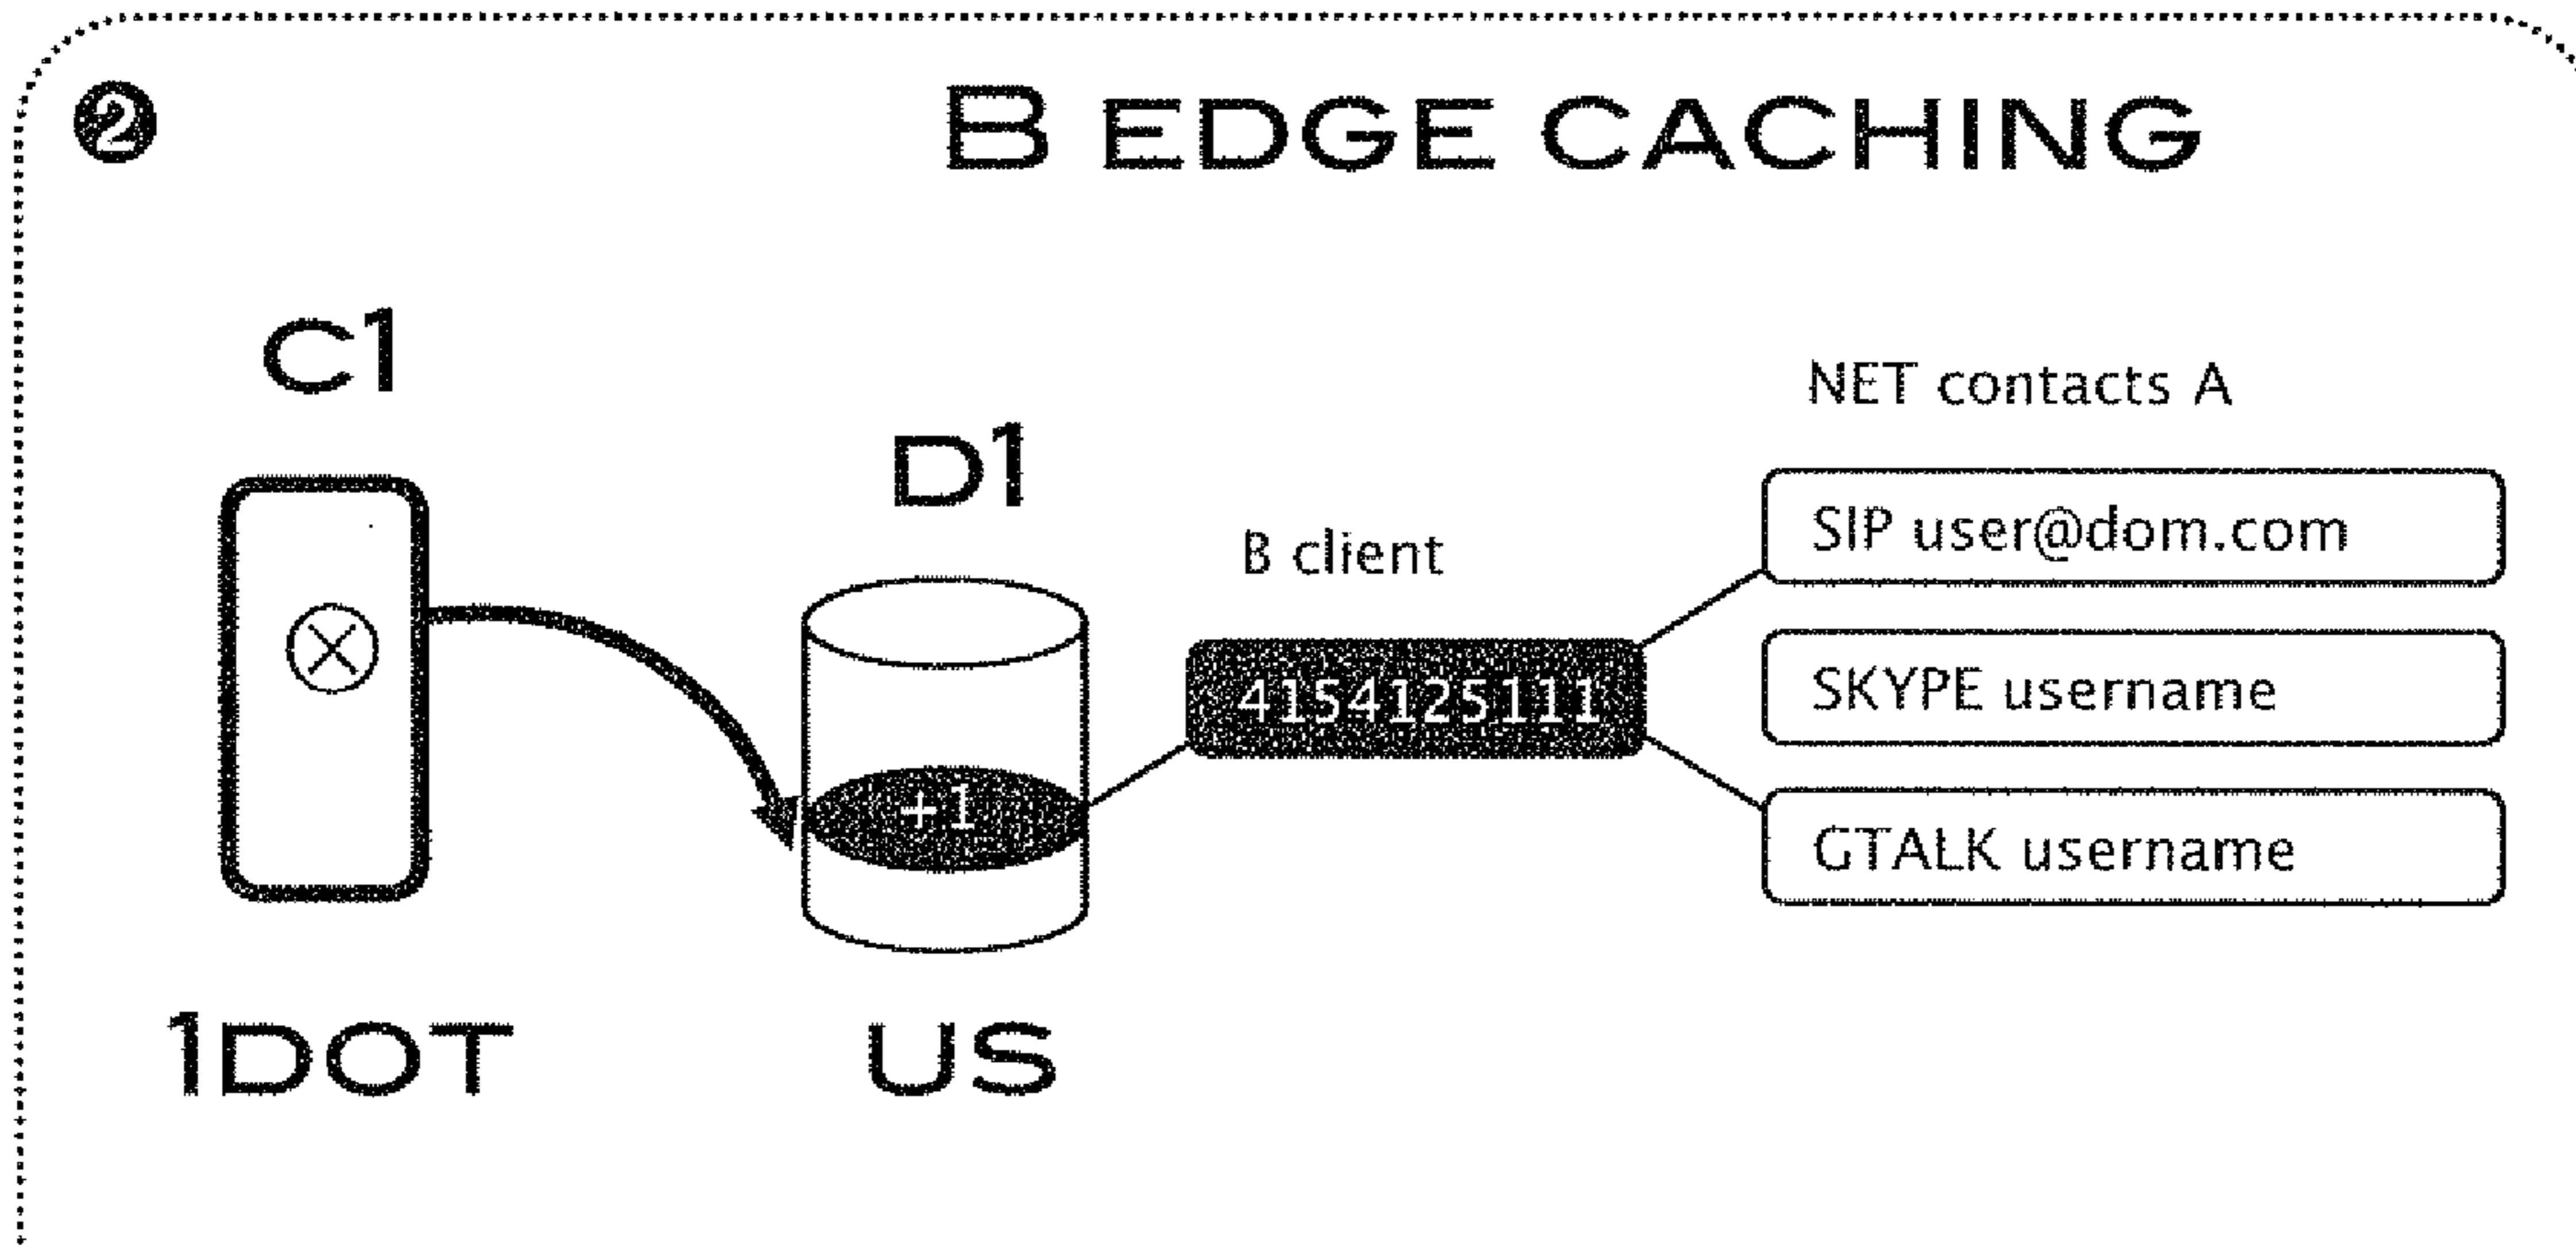 ❷
B EDGE CACHING
C1
D1
NET contacts A
B client
SIP user@dom.com
4154125111
SKYPE username
+1
GTALK username
1DOT
US